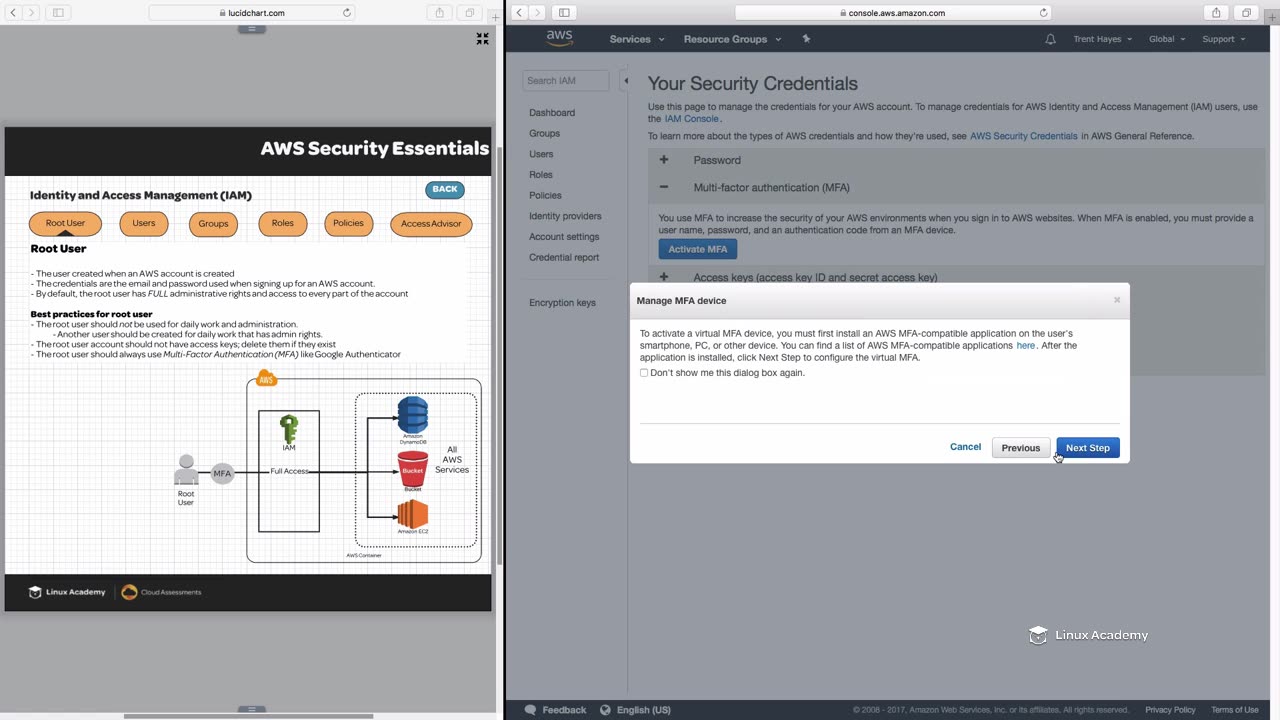 lucidchart.com
AWS Security Essentials
Identity and Access Management (IAM)
BACK
Root User
Users
Groups
Roles
Policies
Access Advisor
Root User
- The user created when an AWS account is created
- The credentials are the email and password used when signing up for an AWS account.
- By default, the root user has FULL administrative rights and access to every part of the account
Best practices for root user
- The root user should not be used for daily work and administration.
- Another user should be created for daily work that has admin rights.
- The root user account should not have access keys; delete them if they exist
- The root user should always use Multi-Factor Authentication (MFA) like Google Authenticator
AWS
IAM
Amazon
DynamoDB
All
AWS
Services
MFA
Full Access
Bucket
Bucket
Root
User
Amazon EC2
AWS Container
Linux Academy
Cloud Assessments
console.aws.amazon.com
aws
Services
Resource Groups
Trent Hayes
Global
Support
Search IAM
Dashboard
Groups
Users
Roles
Policies
Identity providers
Account settings
Credential report
Encryption keys
Your Security Credentials
Use this page to manage the credentials for your AWS account. To manage credentials for AWS Identity and Access Management (IAM) users, use
the IAM Console.
To learn more about the types of AWS credentials and how they're used, see AWS Security Credentials in AWS General Reference.
+ Password
− Multi-factor authentication (MFA)
You use MFA to increase the security of your AWS environments when you sign in to AWS websites. When MFA is enabled, you must provide a
user name, password, and an authentication code from an MFA device.
Activate MFA
+ Access keys (access key ID and secret access key)
Manage MFA device
×
To activate a virtual MFA device, you must first install an AWS MFA-compatible application on the user's
smartphone, PC, or other device. You can find a list of AWS MFA-compatible applications here. After the
application is installed, click Next Step to configure the virtual MFA.
Don't show me this dialog box again.
Cancel
Previous
Next Step
Linux Academy
Feedback
English (US)
© 2008 - 2017, Amazon Web Services, Inc. or its affiliates. All rights reserved.
Privacy Policy
Terms of Use